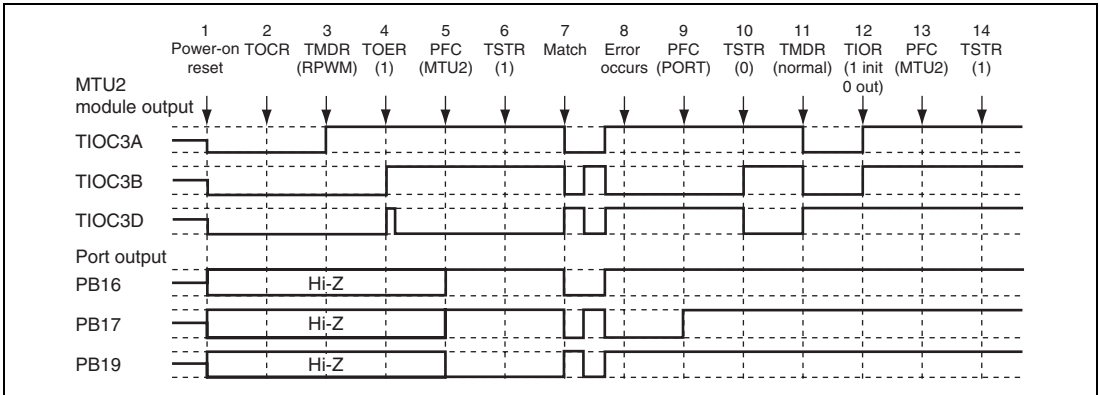 1 2 3 4 5 6 7 8 9 10 11 12 13 14
Power-on TOCR TMDR TOER PFC TSTR Match Error PFC TSTR TMDR TIOR PFC TSTR
reset (RPWM) (1) (MTU2) (1) occurs (PORT) (0) (normal) (1 init (MTU2) (1)
0 out)
MTU2
module output
TIOC3A
TIOC3B
TIOC3D
Port output
PB16 Hi-Z
PB17 Hi-Z
PB19 Hi-Z